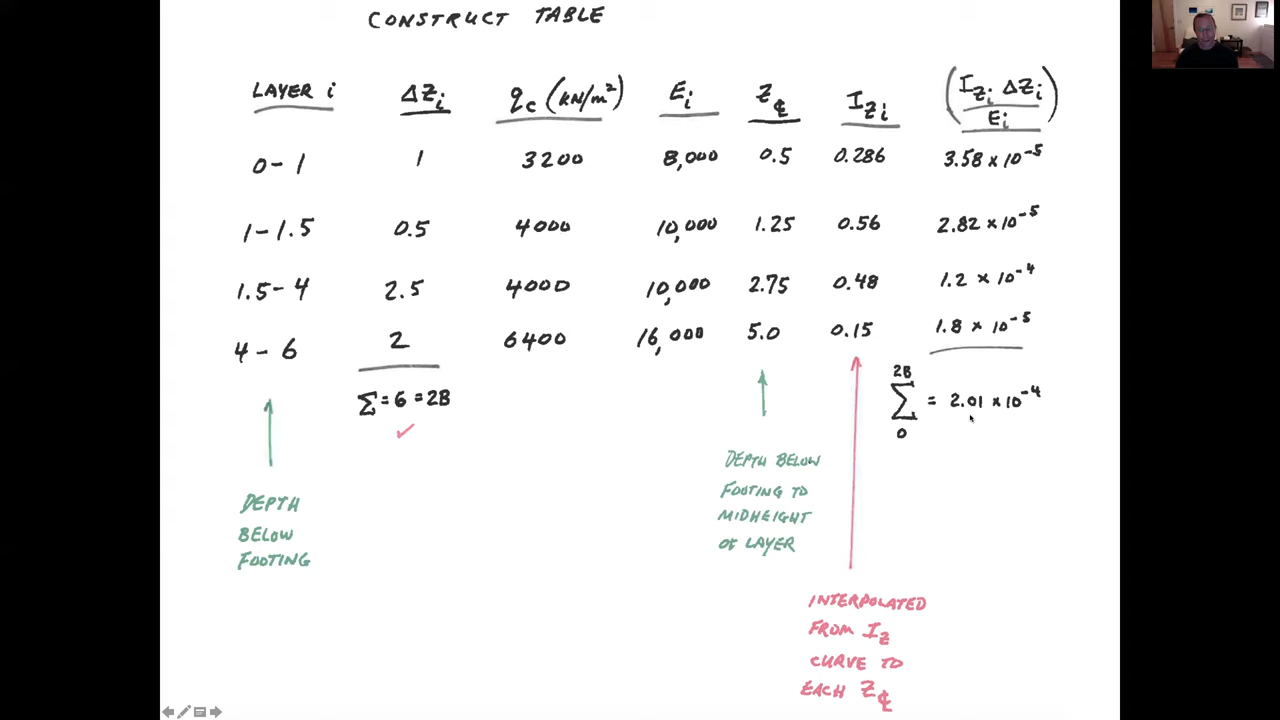 CONSTRUCT TABLE
LAYER i ΔZi qc (kN/m²) Ei Z℄ IZi (IZi ΔZi / Ei)
0-1 1 3200 8,000 0.5 0.286 3.58 x 10⁻⁵
1-1.5 0.5 4000 10,000 1.25 0.56 2.82 x 10⁻⁵
1.5-4 2.5 4000 10,000 2.75 0.48 1.2 x 10⁻⁴
4-6 2 6400 16,000 5.0 0.15 1.8 x 10⁻⁵
Σ=6=2B ✓
2B
Σ = 2.01 x 10⁻⁴
0
DEPTH
BELOW
FOOTING
DEPTH BELOW
FOOTING TO
MIDHEIGHT
OF LAYER
INTERPOLATED
FROM IZ
CURVE TO
EACH Z℄